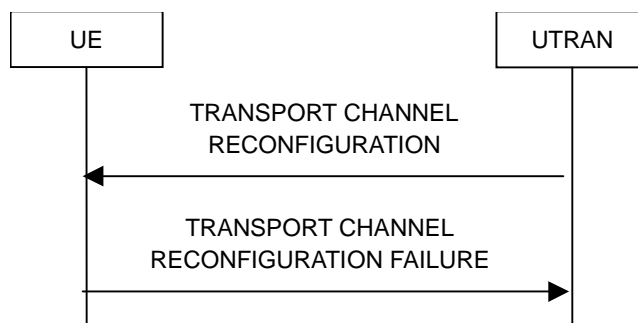 UE
UTRAN
TRANSPORT CHANNEL
RECONFIGURATION
TRANSPORT CHANNEL
RECONFIGURATION FAILURE